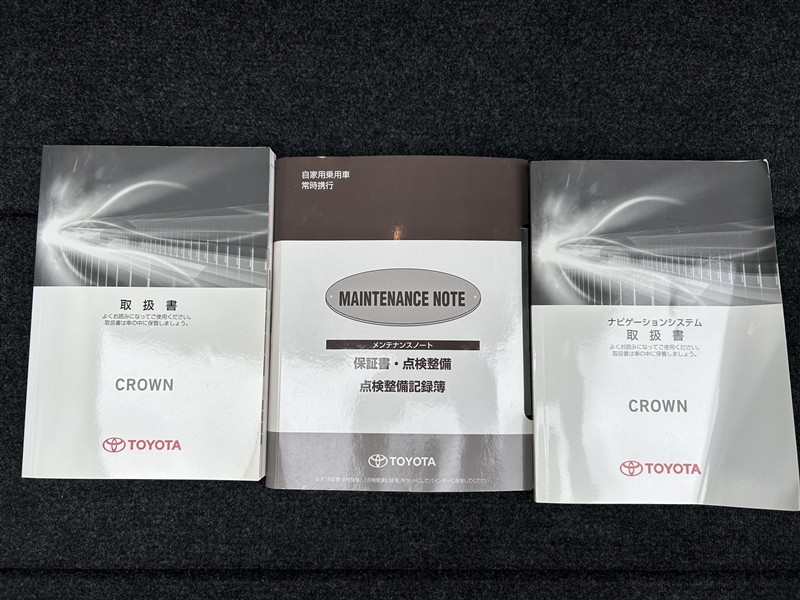 取扱書
よくお読みになってご使用ください。
取扱書は車の中に保管しましょう。
CROWN
TOYOTA
自家用乗用車
常時携行
MAINTENANCE NOTE
メンテナンスノート
保証書・点検整備
点検整備記録簿
TOYOTA
ナビゲーションシステム
取扱書
よくお読みになってご使用ください。
取扱書は車の中に保管しましょう。
CROWN
TOYOTA